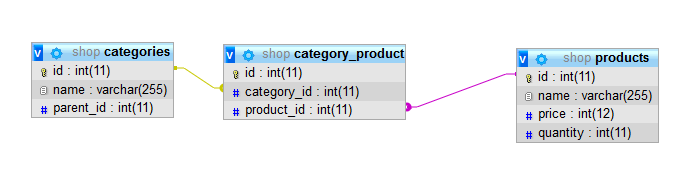 shop categories
id : int(11)
name : varchar(255)
parent_id : int(11)
shop category_product
id : int(11)
category_id : int(11)
product_id : int(11)
shop products
id : int(11)
name : varchar(255)
price : int(12)
quantity : int(11)